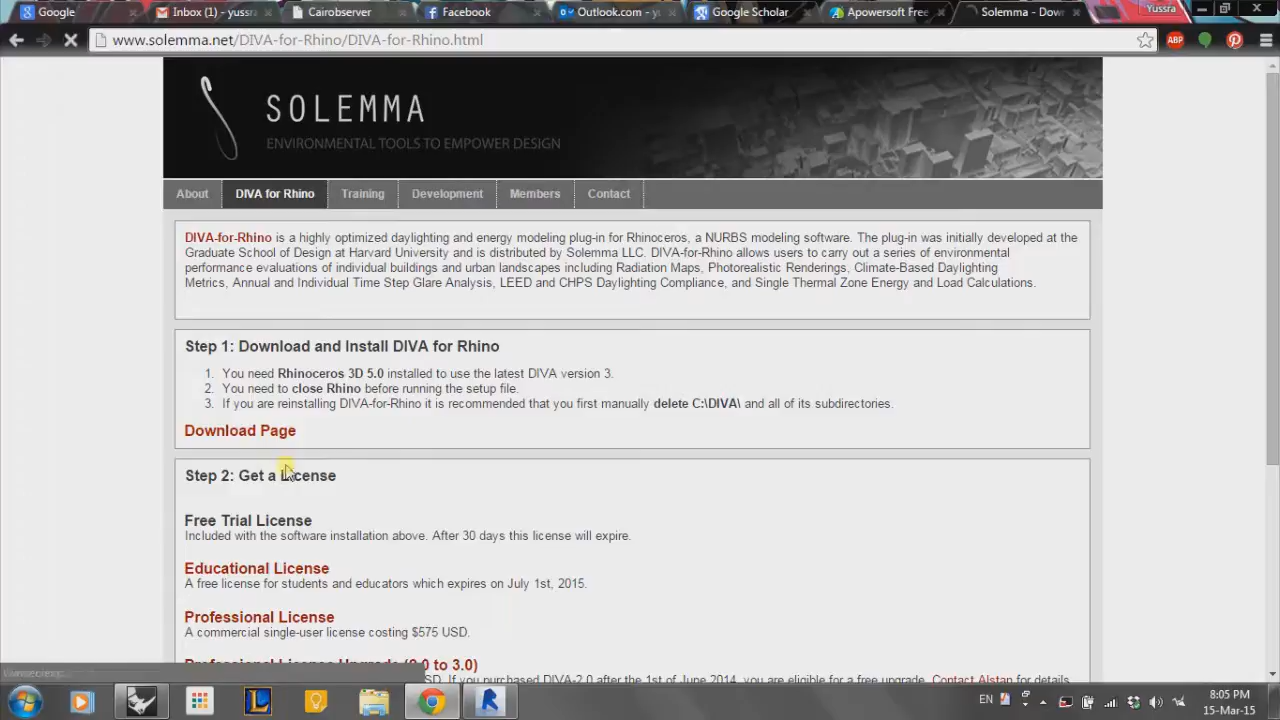 Google
Inbox (1) - yussra
Cairobserver
Facebook
Outlook.com - y
Google Scholar
Apowersoft Free
Solemma - Dow
Yussra
www.solemma.net/DIVA-for-Rhino/DIVA-for-Rhino.html
ABP
SOLEMMA
ENVIRONMENTAL TOOLS TO EMPOWER DESIGN
About
DIVA for Rhino
Training
Development
Members
Contact
DIVA-for-Rhino is a highly optimized daylighting and energy modeling plug-in for Rhinoceros, a NURBS modeling software. The plug-in was initially developed at the
Graduate School of Design at Harvard University and is distributed by Solemma LLC. DIVA-for-Rhino allows users to carry out a series of environmental
performance evaluations of individual buildings and urban landscapes including Radiation Maps, Photorealistic Renderings, Climate-Based Daylighting
Metrics, Annual and Individual Time Step Glare Analysis, LEED and CHPS Daylighting Compliance, and Single Thermal Zone Energy and Load Calculations.
Step 1: Download and Install DIVA for Rhino
1. You need Rhinoceros 3D 5.0 installed to use the latest DIVA version 3.
2. You need to close Rhino before running the setup file.
3. If you are reinstalling DIVA-for-Rhino it is recommended that you first manually delete C:\DIVA\ and all of its subdirectories.
Download Page
Step 2: Get a License
Free Trial License
Included with the software installation above. After 30 days this license will expire.
Educational License
A free license for students and educators which expires on July 1st, 2015.
Professional License
A commercial single-user license costing $575 USD.
Professional License Upgrade (2.0 to 3.0)
SD. If you purchased DIVA-2.0 after the 1st of June 2014, you are eligible for a free upgrade. Contact Alstan for details
EN
8:05 PM
15-Mar-15